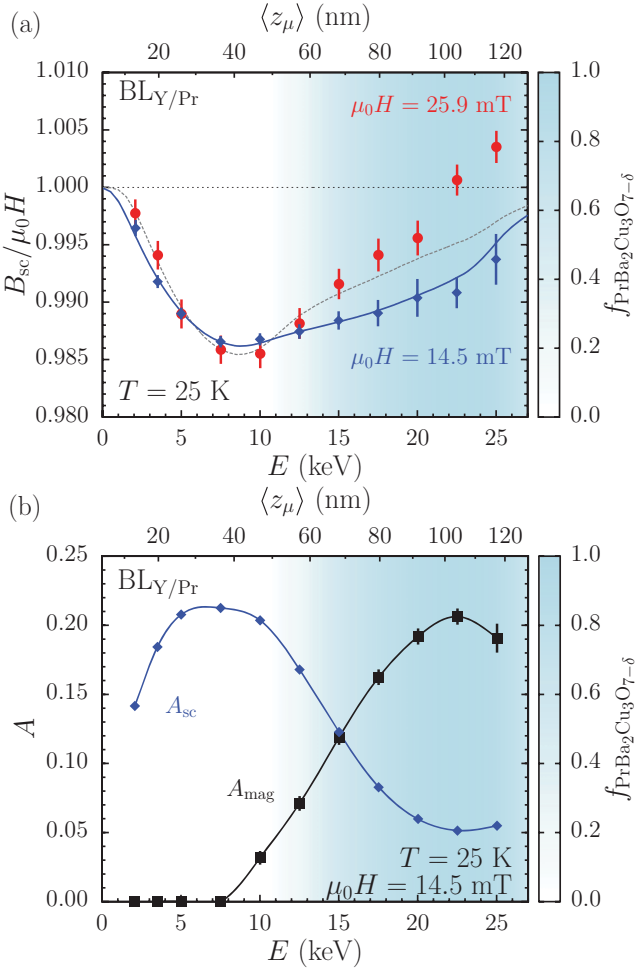 (a)
⟨z_μ⟩ (nm)
20 40 60 80 100 120
1.010
1.005
1.000
0.995
0.990
0.985
0.980
B_sc/μ_0H
BL_Y/Pr
μ_0H = 25.9 mT
μ_0H = 14.5 mT
T = 25 K
0 5 10 15 20 25
E (keV)
1.0
0.8
0.6
0.4
0.2
0.0
f_PrBa_2Cu_3O_7−δ
(b)
⟨z_μ⟩ (nm)
20 40 60 80 100 120
0.25
0.20
0.15
0.10
0.05
0.00
A
BL_Y/Pr
A_sc
A_mag
T = 25 K
μ_0H = 14.5 mT
0 5 10 15 20 25
E (keV)
1.0
0.8
0.6
0.4
0.2
0.0
f_PrBa_2Cu_3O_7−δ